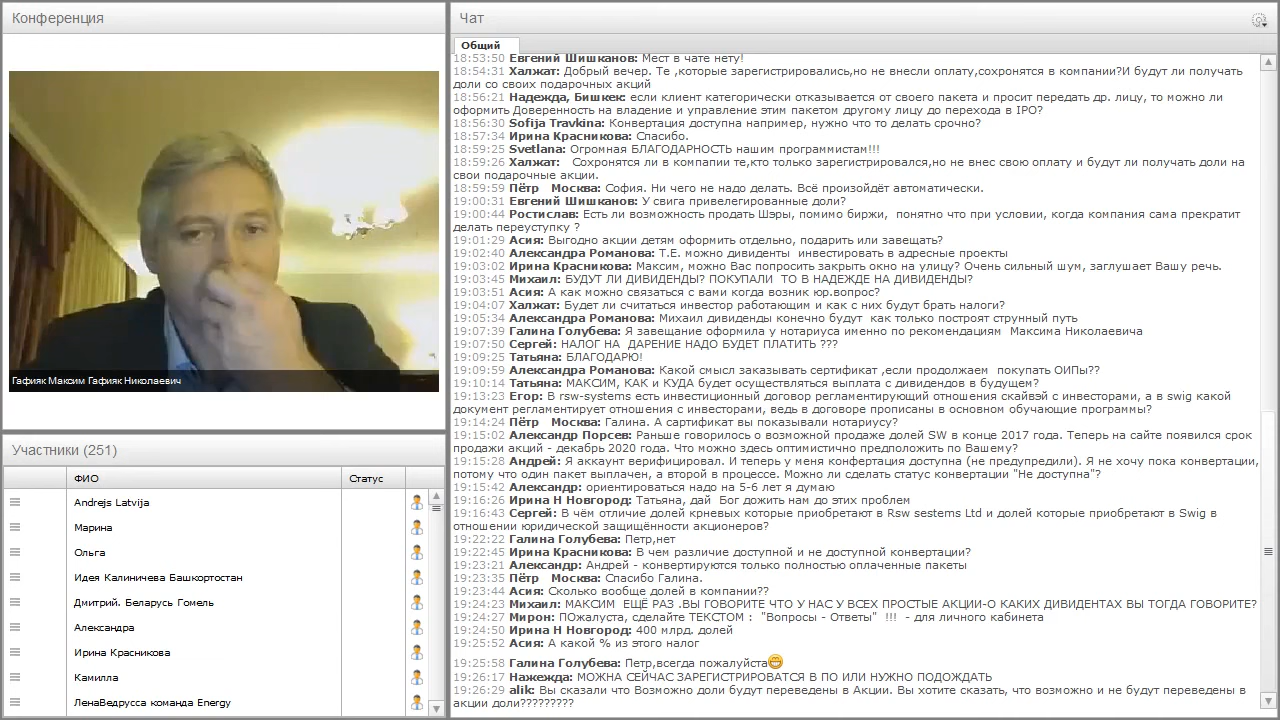 Конференция
Гафияк Максим Гафияк Николаевич
Участники (251)
ФИО
Статус
Andrejs Latvija
Марина
Ольга
Идея Калиничева Башкортостан
Дмитрий. Беларусь Гомель
Александра
Ирина Красникова
Камилла
ЛенаВедрусса команда Energy
Чат
Общий
18:53:50 Евгений Шишканов: Мест в чате нету!
18:54:31 Халжат: Добрый вечер. Те ,которые зарегистрировались,но не внесли оплату,сохронятся в компании?И будут ли получать
доли со своих подарочных акций
18:56:21 Надежда, Бишкек: если клиент категорически отказывается от своего пакета и просит передать др. лицу, то можно ли
оформить Доверенность на владение и управление этим пакетом другому лицу до перехода в IPO?
18:56:30 Sofija Travkina: Конвертация доступна например, нужно что то делать срочно?
18:57:34 Ирина Красникова: Спасибо.
18:59:25 Svetlana: Огромная БЛАГОДАРНОСТЬ нашим программистам!!!
18:59:26 Халжат: Сохронятся ли в компапии те,кто только зарегистрировался,но не внес свою оплату и будут ли получать доли на
свои подарочные акции.
18:59:59 Пётр Москва: София. Ни чего не надо делать. Всё произойдёт автоматически.
19:00:31 Евгений Шишканов: У свига привелегированные доли?
19:00:44 Ростислав: Есть ли возможность продать Шэры, помимо биржи, понятно что при условии, когда компания сама прекратит
делать переуступку ?
19:01:29 Асия: Выгодно акции детям оформить отдельно, подарить или завещать?
19:02:40 Александра Романова: Т.Е. можно дивиденты инвестировать в адресные проекты
19:03:02 Ирина Красникова: Максим, можно Вас попросить закрыть окно на улицу? Очень сильный шум, заглушает Вашу речь.
19:03:45 Михаил: БУДУТ ЛИ ДИВИДЕНДЫ? ПОКУПАЛИ ТО В НАДЕЖДЕ НА ДИВИДЕНДЫ?
19:03:51 Асия: А как можно связаться с вами когда возник юр.вопрос?
19:04:07 Халжат: Будет ли считаться инвестор работающим и как с них будут брать налоги?
19:05:34 Александра Романова: Михаил дивиденды конечно будут как только построят струнный путь
19:07:39 Галина Голубева: Я завещание оформила у нотариуса именно по рекомендациям Максима Николаевича
19:07:50 Сергей: НАЛОГ НА ДАРЕНИЕ НАДО БУДЕТ ПЛАТИТЬ ???
19:09:25 Татьяна: БЛАГОДАРЮ!
19:09:59 Александра Романова: Какой смысл заказывать сертификат ,если продолжаем покупать ОИПы??
19:10:14 Татьяна: МАКСИМ, КАК и КУДА будет осуществляться выплата с дивидендов в будущем?
19:13:23 Егор: В rsw-systems есть инвестиционный договор регламентирующий отношения скайвэй с инвесторами, а в swig какой
документ регламентирует отношения с инвесторами, ведь в договоре прописаны в основном обучающие программы?
19:14:24 Пётр Москва: Галина. А сартификат вы показывали нотариусу?
19:15:02 Александр Порсев: Раньше говорилось о возможной продаже долей SW в конце 2017 года. Теперь на сайте появился срок
продажи акций - декабрь 2020 года. Что можно здесь оптимистично предположить по Вашему?
19:15:28 Андрей: Я аккаунт верифицировал. И теперь у меня конфертация доступна (не предупредили). Я не хочу пока конвертации,
потому что один пакет выплачен, а второй в процессе. Можно ли сделать статус конвертации "Не доступна"?
19:15:42 Александр: ориентироваться надо на 5-6 лет я думаю
19:16:26 Ирина Н Новгород: Татьяна, дай Бог дожить нам до этих проблем
19:16:43 Сергей: В чём отличие долей крневых которые приобретают в Rsw sestems Ltd и долей которые приобретают в Swig в
отношении юридической защищённости акционеров?
19:22:22 Галина Голубева: Петр,нет
19:22:45 Ирина Красникова: В чем различие доступной и не доступной конвертации?
19:23:21 Александр: Андрей - конвертируются только полностью оплаченные пакеты
19:23:35 Пётр Москва: Спасибо Галина.
19:23:44 Асия: Сколько вообще долей в компании??
19:24:23 Михаил: МАКСИМ ЕЩЁ РАЗ .ВЫ ГОВОРИТЕ ЧТО У НАС У ВСЕХ ПРОСТЫЕ АКЦИИ-О КАКИХ ДИВИДЕНТАХ ВЫ ТОГДА ГОВОРИТЕ?
19:24:27 Мирон: ПОжалуиста, сделайте ТЕКСТОМ : "Вопросы - Ответы" !!! - для личного кабинета
19:24:50 Ирина Н Новгород: 400 млрд. долей
19:25:52 Асия: А какой % из этого налог
19:25:58 Галина Голубева: Петр,всегда пожалуйста
19:26:17 Нажежда: МОЖНА СЕЙЧАС ЗАРЕГИСТРИРОВАТСЯ В ПО ИЛИ НУЖНО ПОДОЖДАТЬ
19:26:29 alik: Вы сказали что Возможно доли будут переведены в Акции. Вы хотите сказать, что возможно и не будут переведены в
акции доли?????????